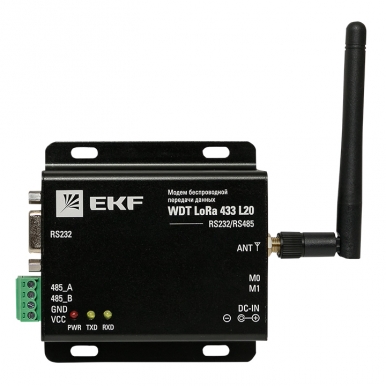 EKF
Модем беспроводной
передачи данных
WDT LoRa 433 L20
RS232/RS485
RS232
ANT
485_A
485_B
GND
VCC
PWR TXD RXD
M0
M1
DC-IN